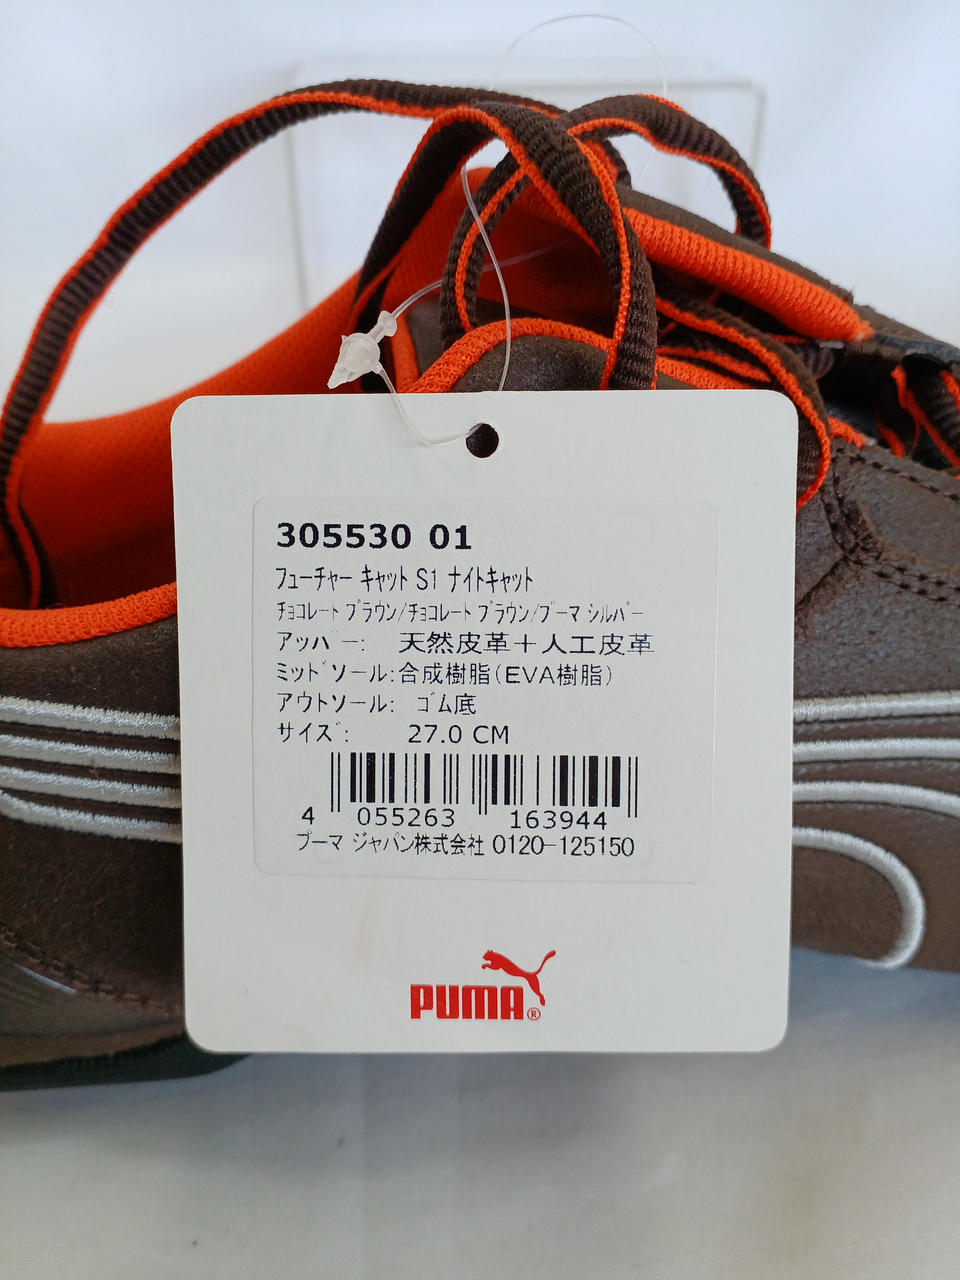 305530 01
フューチャー キャット S1 ナイトキャット
チョコレート ブラウン/チョコレート ブラウン/プーマ シルバー
アッパー: 天然皮革＋人工皮革
ミッドソール:合成樹脂(EVA樹脂)
アウトソール: ゴム底
サイズ: 27.0 CM
4 055263 163944
プーマ ジャパン株式会社 0120-125150
PUMA®